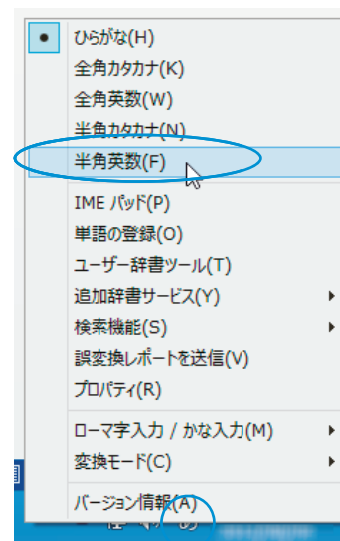 ひらがな(H)
全角カタカナ(K)
全角英数(W)
半角カタカナ(N)
半角英数(F)
IME パッド(P)
単語の登録(O)
ユーザー辞書ツール(T)
追加辞書サービス(Y)
検索機能(S)
誤変換レポートを送信(V)
プロパティ(R)
ローマ字入力 / かな入力(M)
変換モード(C)
バージョン情報(A)